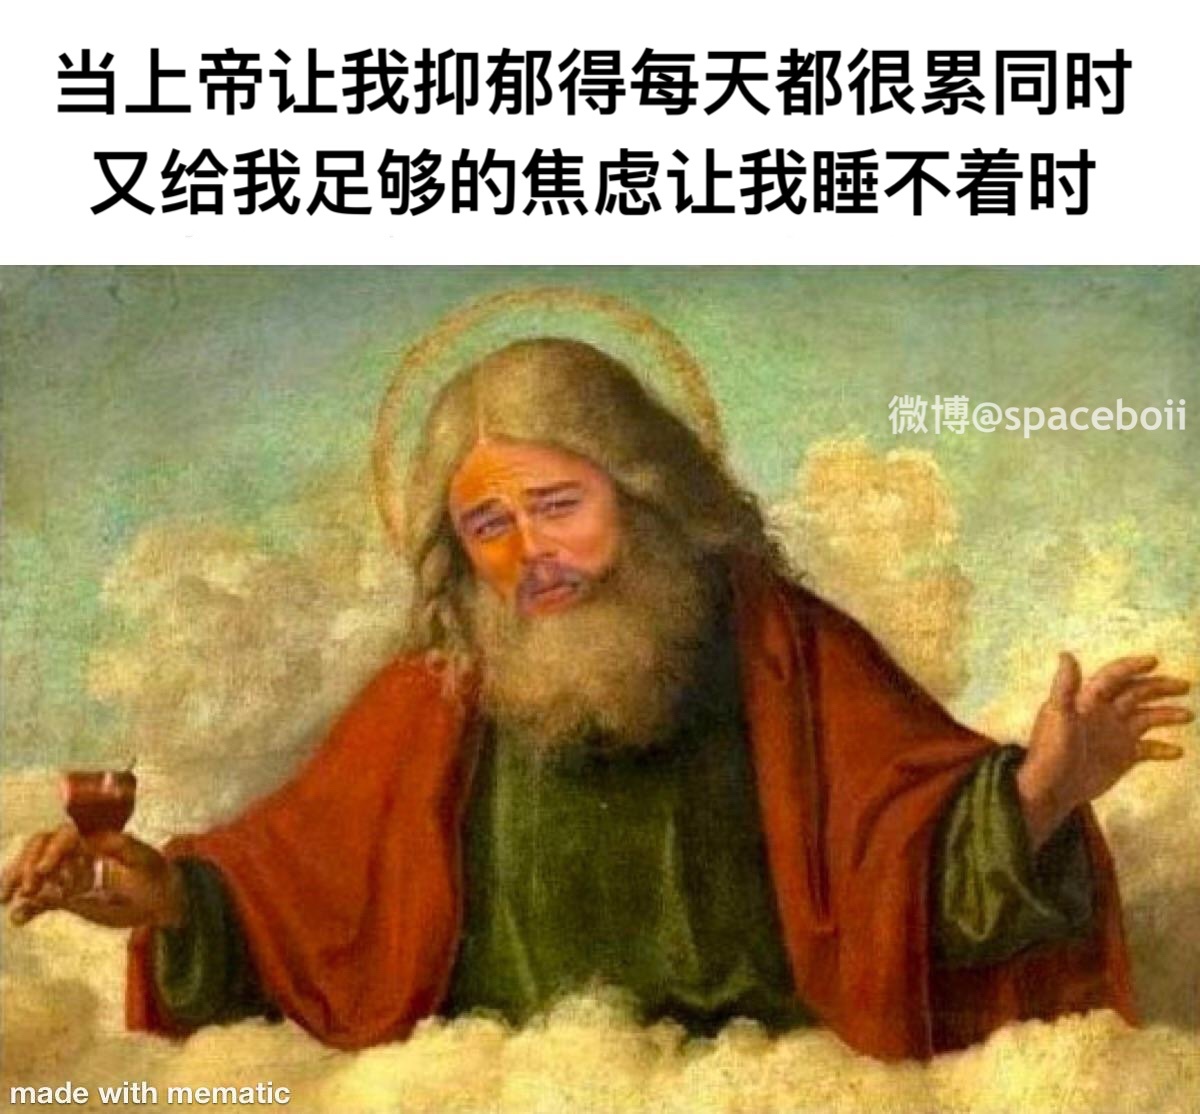 当上帝让我抑郁得每天都很累同时
又给我足够的焦虑让我睡不着时
微博@spaceboii
made with mematic